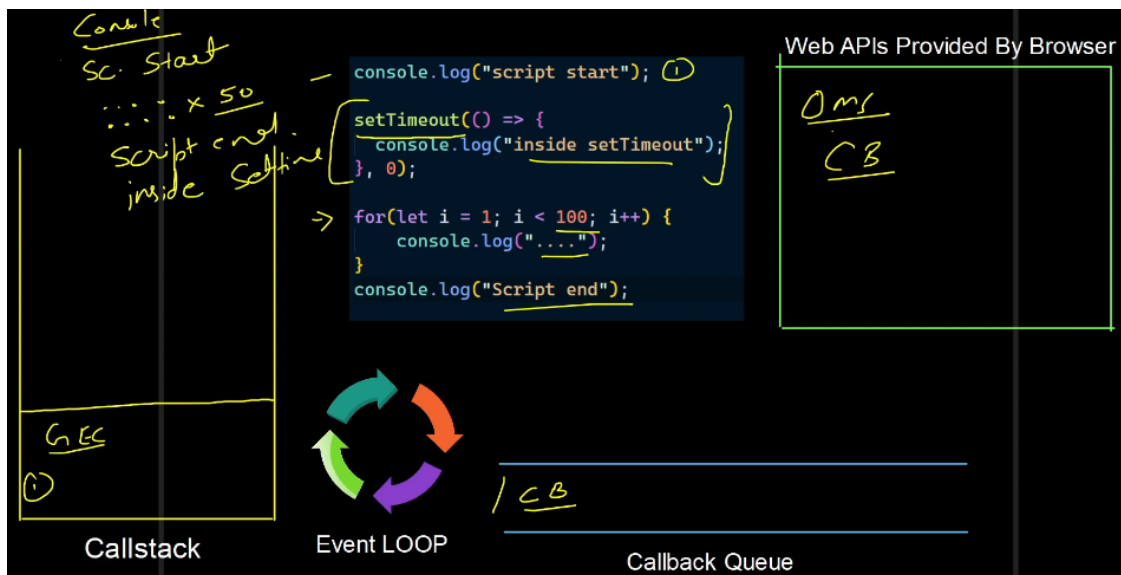 Console
Sc. Start
..... x 50
Script end.
inside Settime
console.log("script start"); 1
setTimeout(() => {
console.log("inside setTimeout");
}, 0);
for(let i = 1; i < 100; i++) {
console.log("....");
}
console.log("Script end");
Web APIs Provided By Browser
0ms
CB
GEC
1
Callstack
Event LOOP
CB
Callback Queue